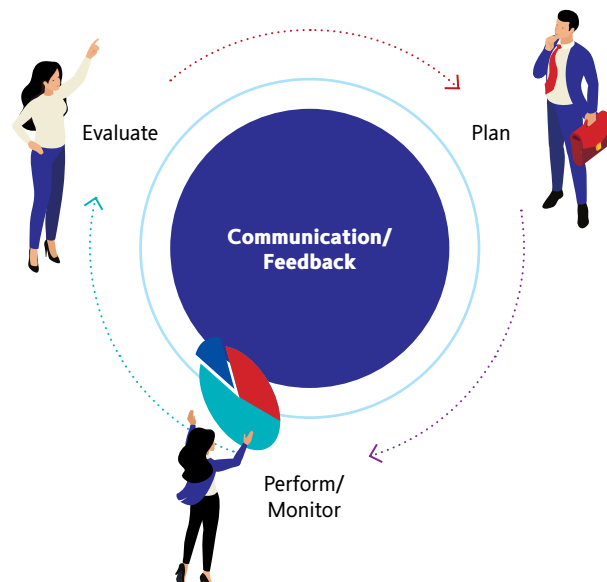 Evaluate
Plan
Communication/
Feedback
Perform/
Monitor